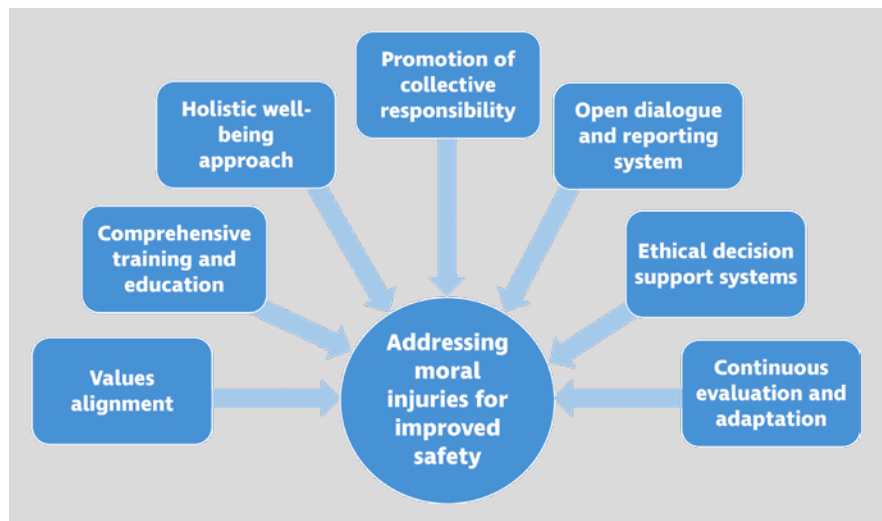 Values
alignment
Comprehensive
training and
education
Holistic well-
being
approach
Promotion of
collective
responsibility
Open dialogue
and reporting
system
Ethical decision
support systems
Continuous
evaluation and
adaptation
Addressing
moral
injuries for
improved
safety